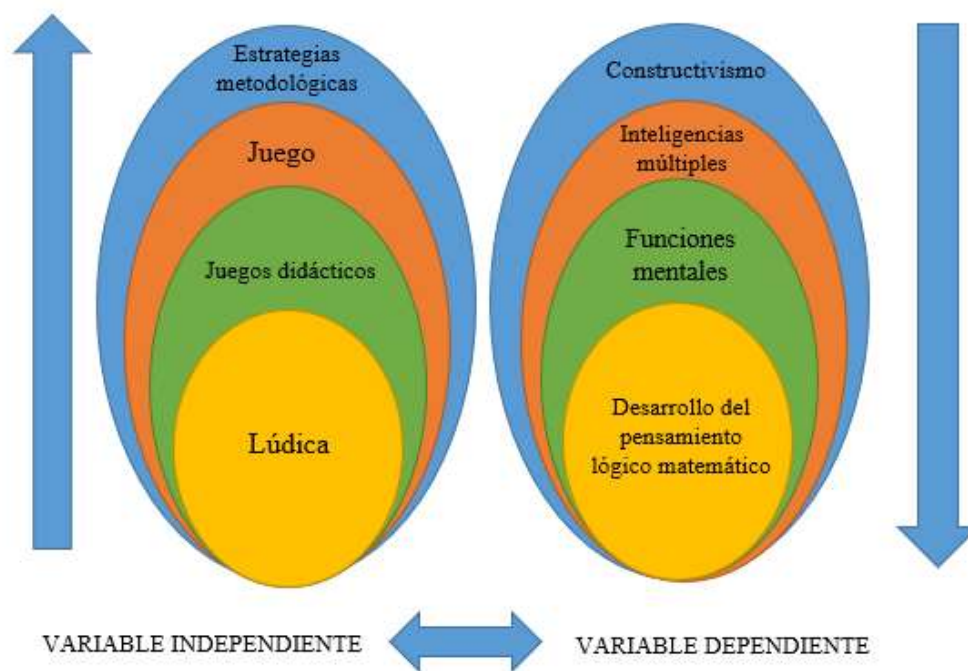 Estrategias
metodológicas
Juego
Juegos didácticos
Lúdica
Constructivismo
Inteligencias
múltiples
Funciones
mentales
Desarrollo del
pensamiento
lógico matemático
VARIABLE INDEPENDIENTE
VARIABLE DEPENDIENTE